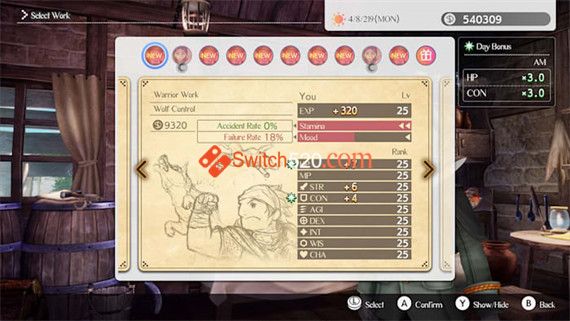 Select Work
4/8/219(MON)
540309
NEW NEW NEW NEW NEW NEW NEW NEW
Day Bonus
AM
HP ×3.0
CON ×3.0
Warrior Work
Wolf Control
9320
Accident Rate 0%
Failure Rate 18%
You Lv
EXP +320 25
Stamina
Mood
Rank
25
MP 25
STR +6 25
CON +4 25
AGI 25
DEX 25
INT 25
WIS 25
CHA 25
Switch520.com
Select A Confirm Y Show/Hide B Back